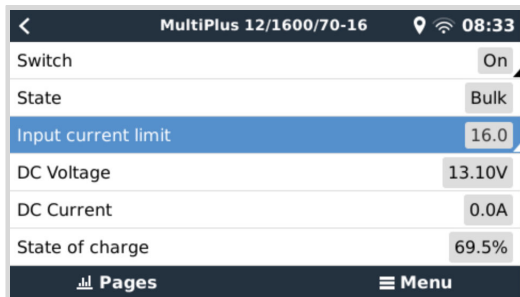 MultiPlus 12/1600/70-16 08:33
Switch On
State Bulk
Input current limit 16.0
DC Voltage 13.10V
DC Current 0.0A
State of charge 69.5%
Pages Menu